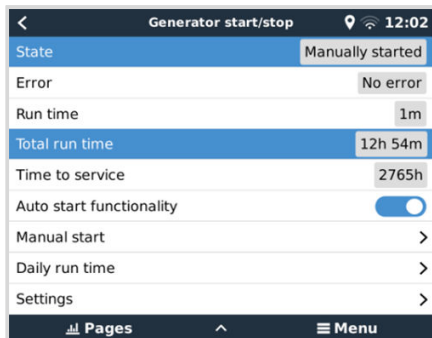 Generator start/stop 12:02
State Manually started
Error No error
Run time 1m
Total run time 12h 54m
Time to service 2765h
Auto start functionality
Manual start
Daily run time
Settings
Pages Menu